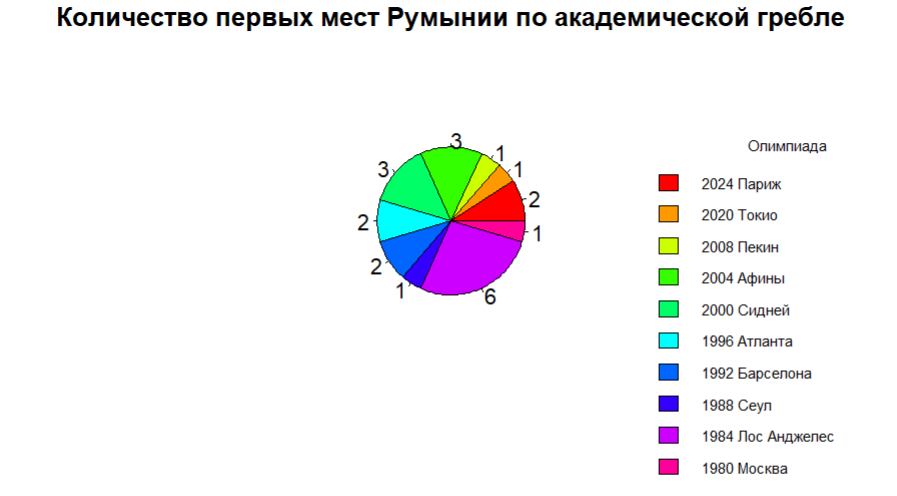 Количество первых мест Румынии по академической гребле
3
1
1
2
1
6
1
2
2
3
Олимпиада
2024 Париж
2020 Токио
2008 Пекин
2004 Афины
2000 Сидней
1996 Атланта
1992 Барселона
1988 Сеул
1984 Лос Анджелес
1980 Москва